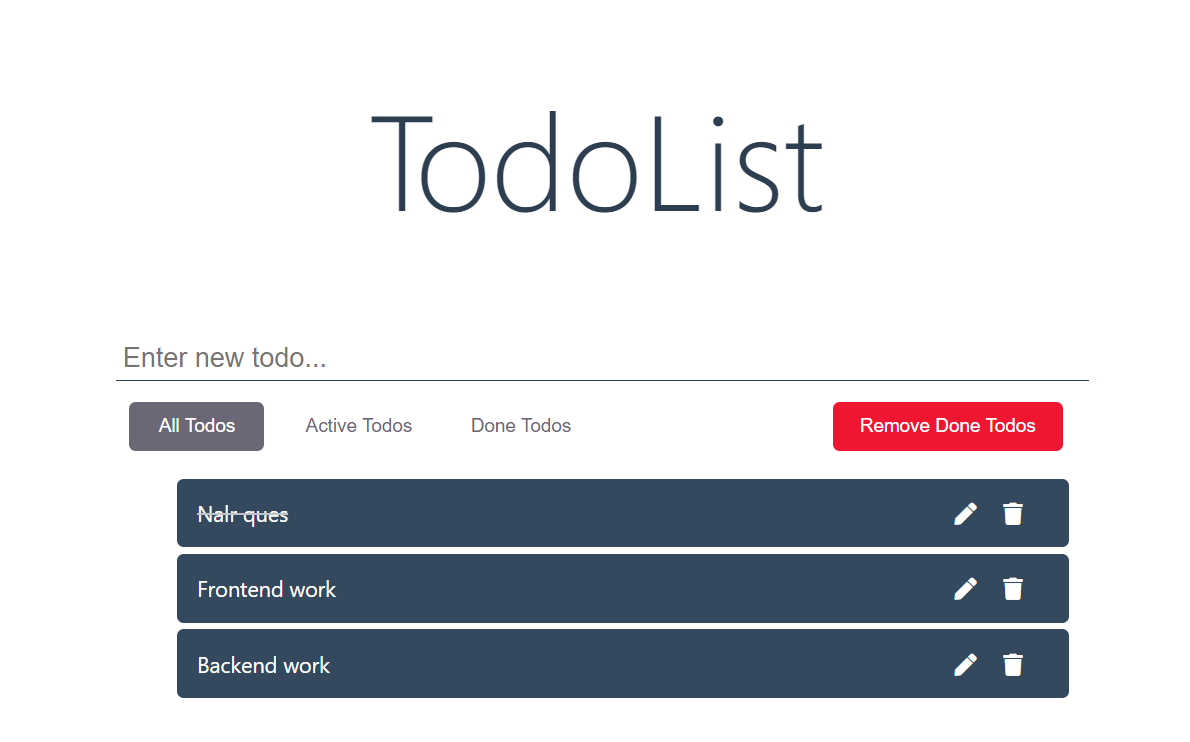 TodoList
Enter new todo...
All Todos Active Todos Done Todos Remove Done Todos
Nalr ques
Frontend work
Backend work